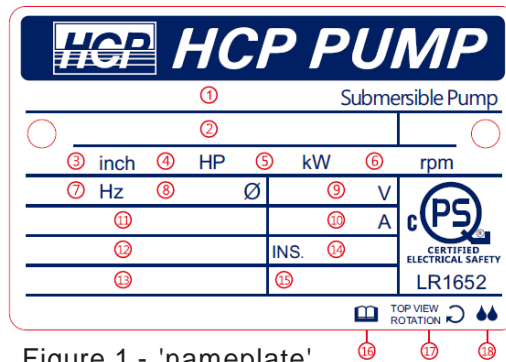 HCP HCP PUMP
① Submersible Pump
②
③ inch ④ HP ⑤ kW ⑥ rpm
⑦ Hz ⑧ Ø ⑨ V
⑪ ⑩ A
⑫ INS. ⑭
⑬ ⑮
c PS ®
CERTIFIED
ELECTRICAL SAFETY
LR1652
TOP VIEW
ROTATION
⑯ ⑰ ⑱
Figure 1 - 'nameplate'